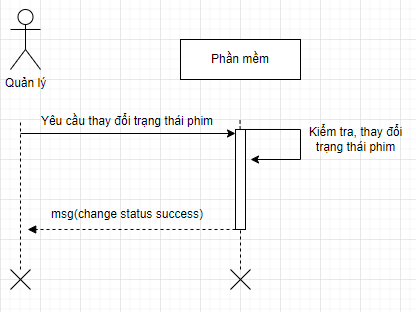 Quản lý
Phần mềm
Yêu cầu thay đổi trạng thái phim
Kiểm tra, thay đổi
trạng thái phim
msg(change status success)